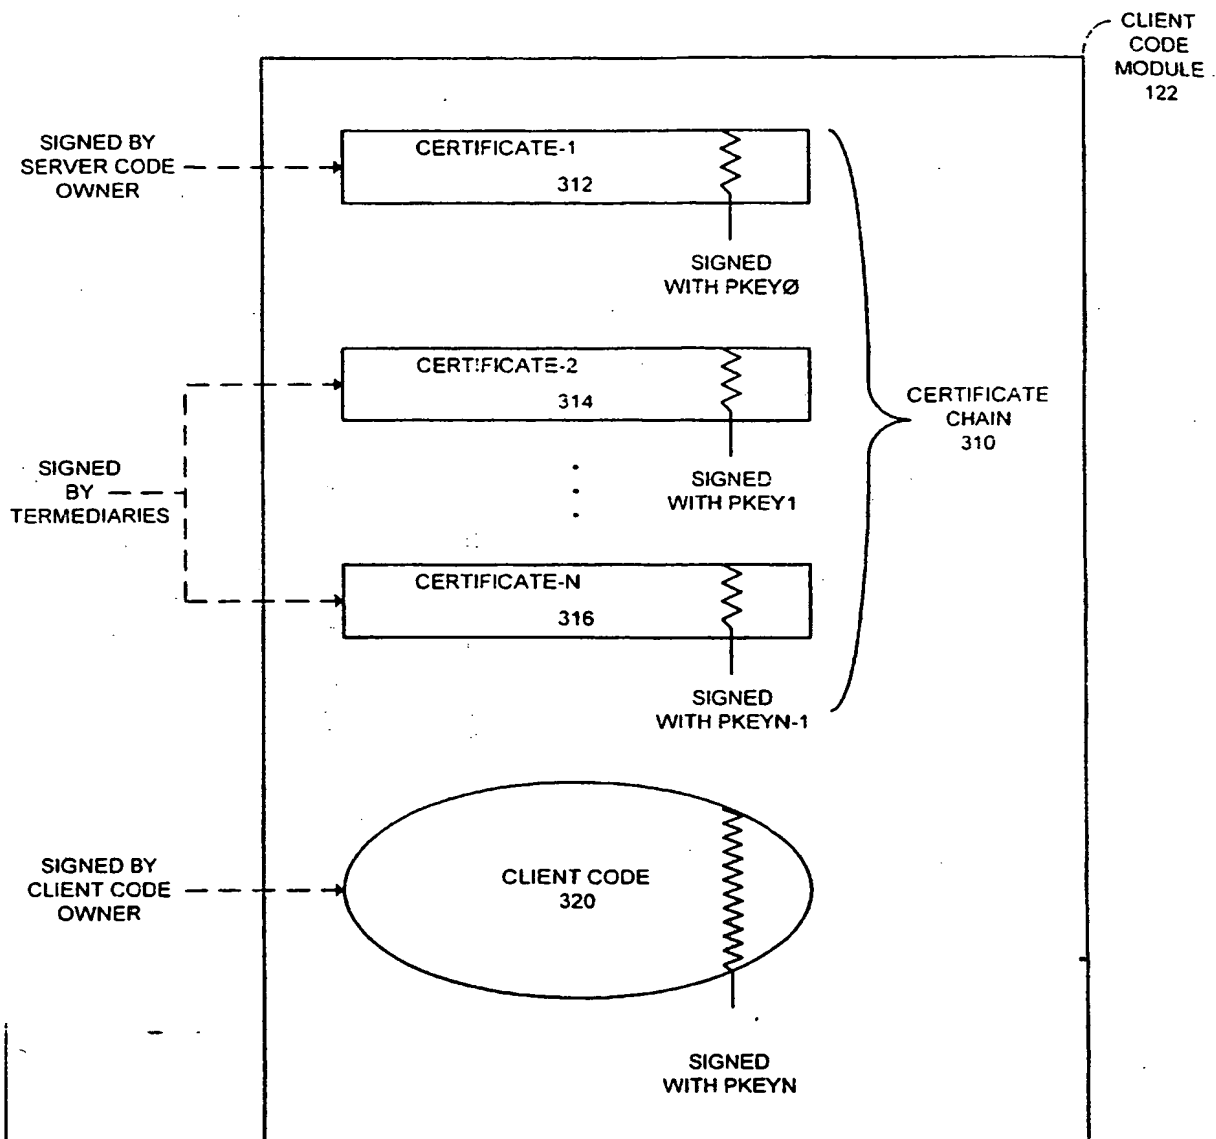 CLIENT
CODE
MODULE
122
SIGNED BY
SERVER CODE
OWNER
CERTIFICATE-1
312
SIGNED
WITH PKEYØ
CERTIFICATE-2
314
SIGNED
WITH PKEY1
CERTIFICATE
CHAIN
310
SIGNED
BY
TERMEDIARIES
CERTIFICATE-N
316
SIGNED
WITH PKEYN-1
SIGNED BY
CLIENT CODE
OWNER
CLIENT CODE
320
SIGNED
WITH PKEYN